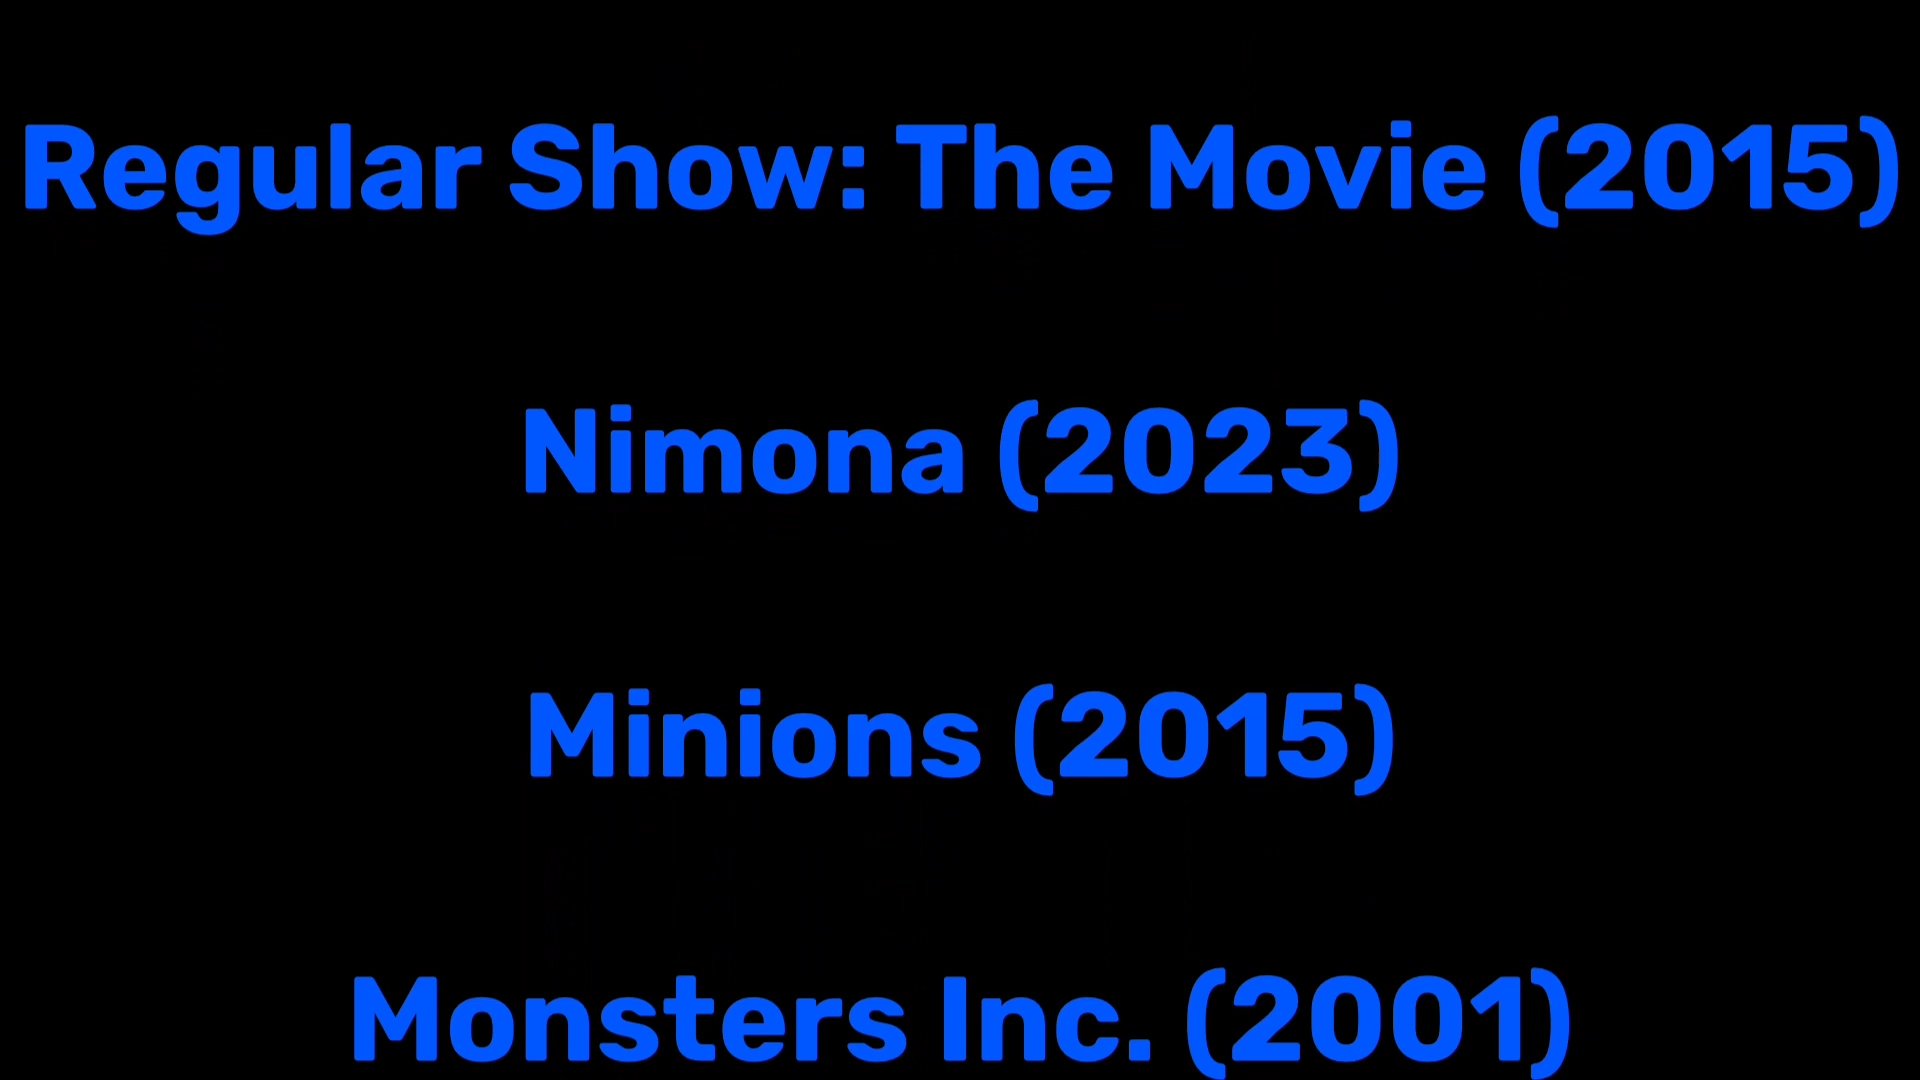 Regular Show: The Movie (2015)
Nimona (2023)
Minions (2015)
Monsters Inc. (2001)